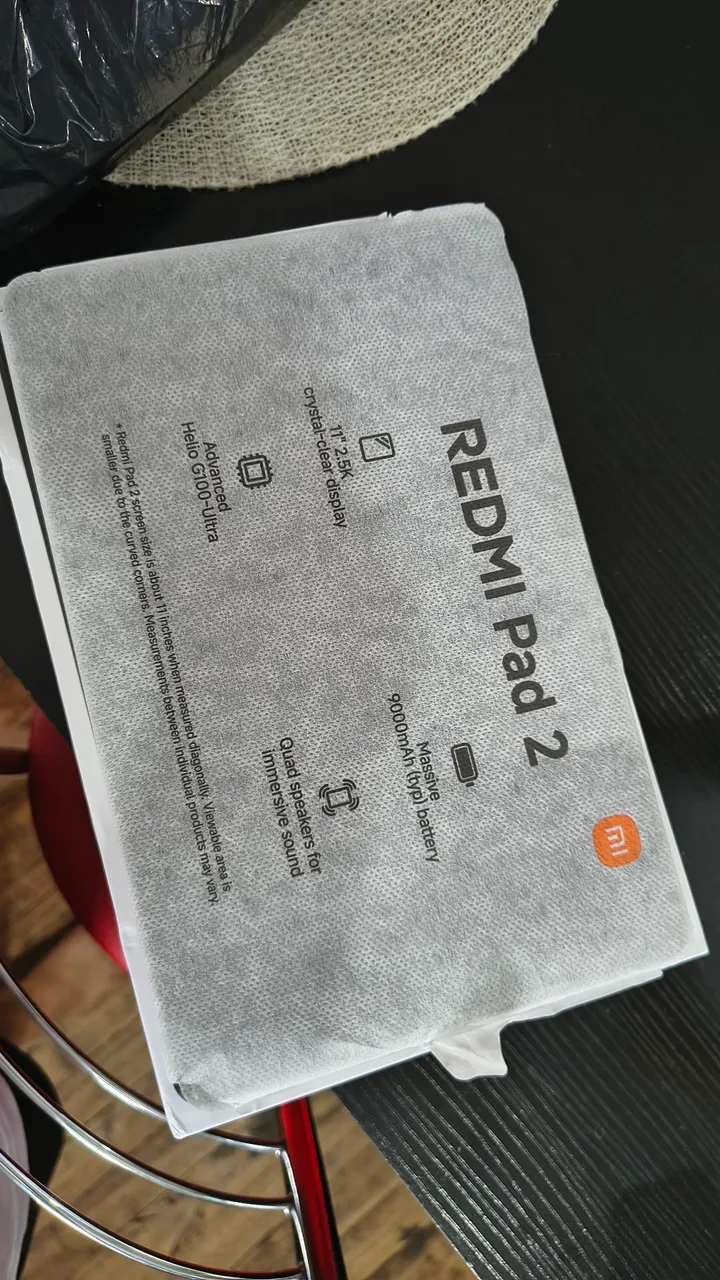 mi
REDMI Pad 2
11" 2.5K
crystal-clear display
Massive
9000mAh (typ) battery
Advanced
Helio G100-Ultra
Quad speakers for
immersive sound
* Redmi Pad 2 screen size is about 11 inches when measured diagonally. Viewable area is
smaller due to the curved corners. Measurements between individual products may vary.